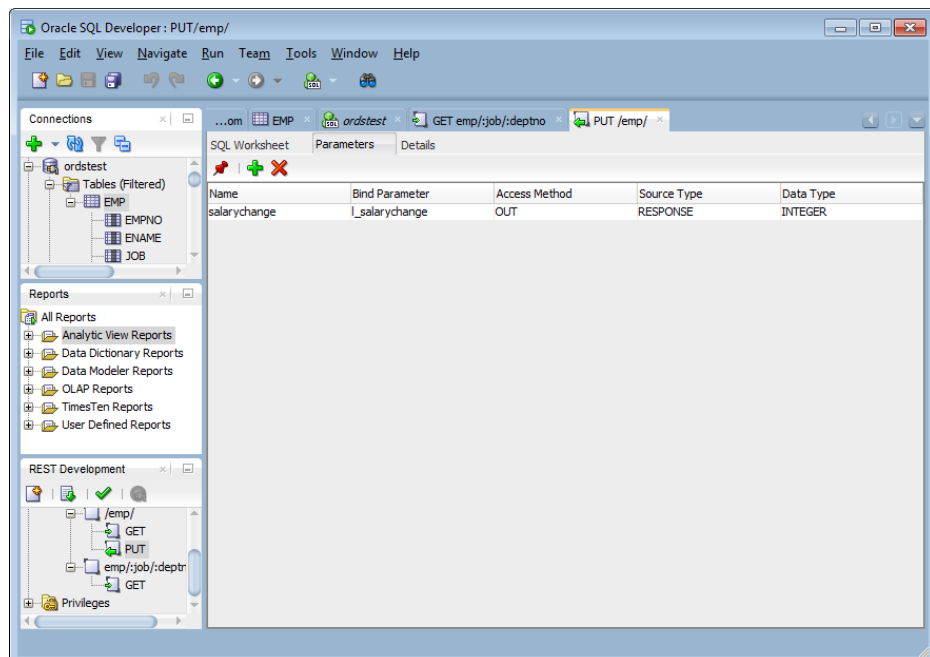 Oracle SQL Developer : PUT/emp/
File Edit View Navigate Run Team Tools Window Help
Connections
ordstest
Tables (Filtered)
EMP
EMPNO
ENAME
JOB
Reports
All Reports
Analytic View Reports
Data Dictionary Reports
Data Modeler Reports
OLAP Reports
TimesTen Reports
User Defined Reports
REST Development
/emp/
GET
PUT
emp/:job/:deptn
GET
Privileges
...om EMP ordstest GET emp/:job/:deptno PUT /emp/
SQL Worksheet Parameters Details
Name Bind Parameter Access Method Source Type Data Type
salarychange l_salarychange OUT RESPONSE INTEGER